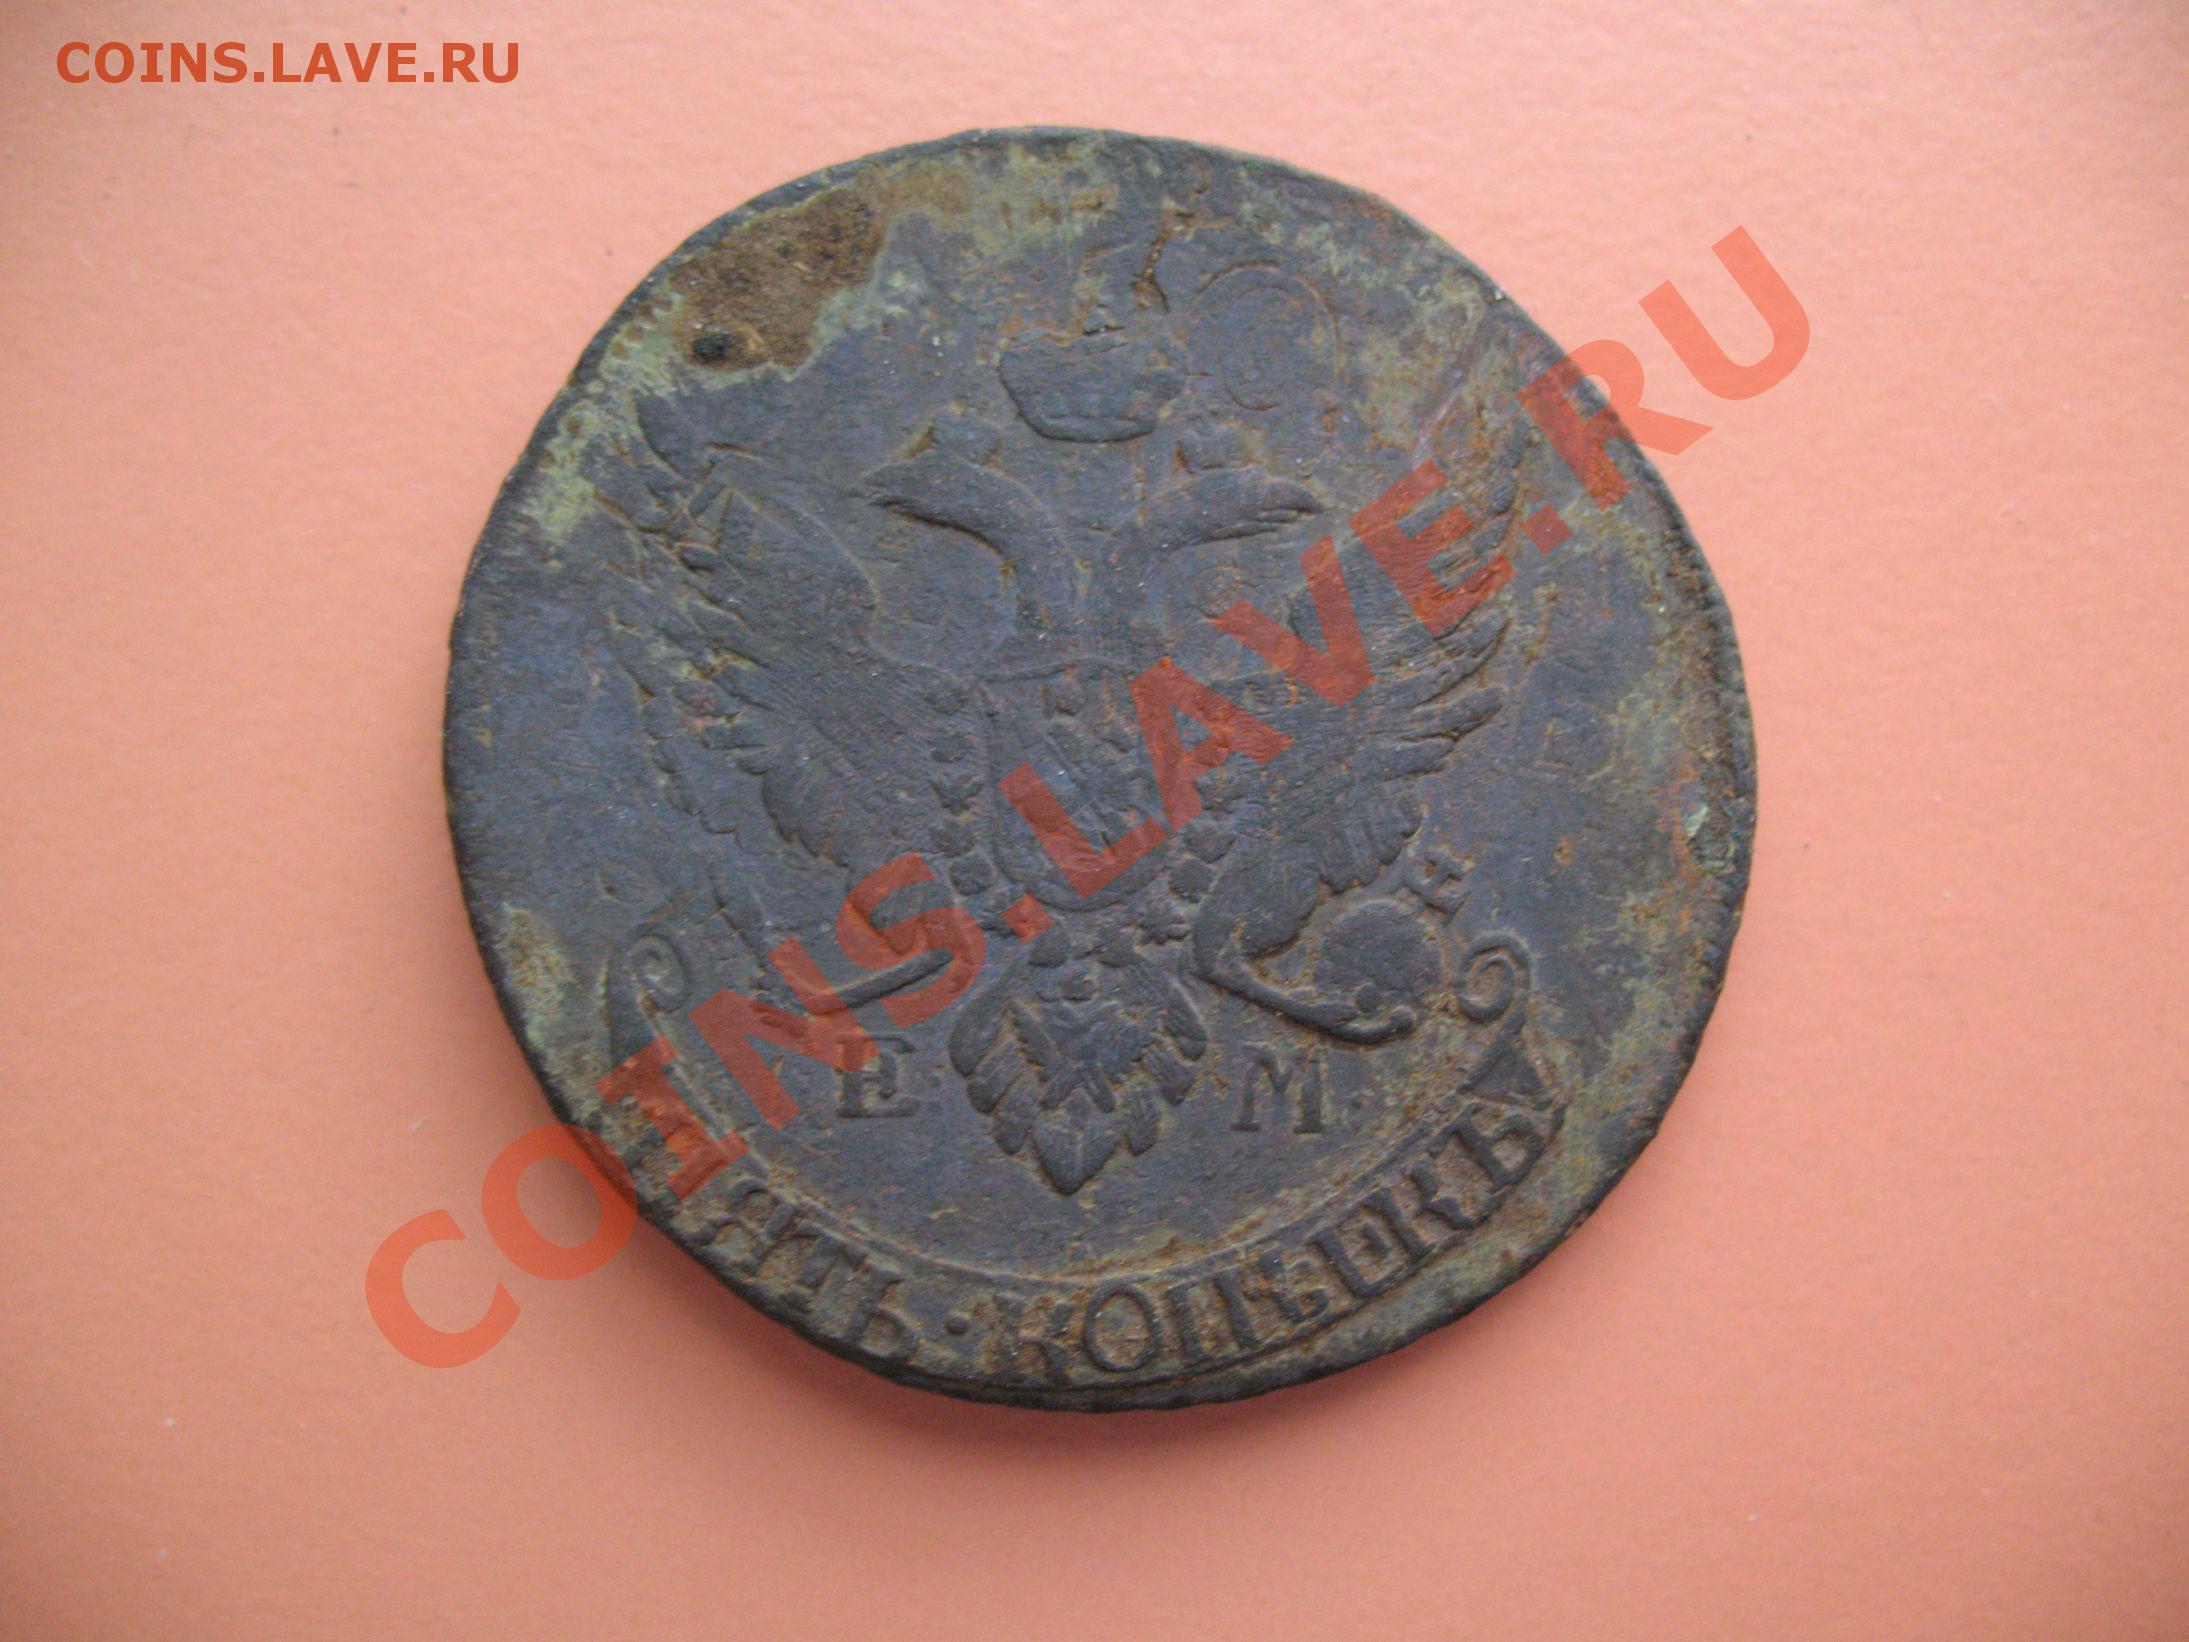 COINS.LAVE.RU
COINS.LAVE.RU
Е. М.
ПЯТЬ · КОПѢЕКЪ